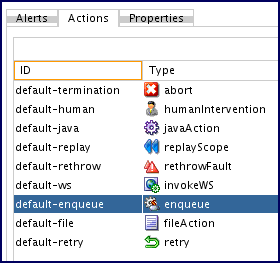 Alerts Actions Properties
ID Type
default-termination abort
default-human humanIntervention
default-java javaAction
default-replay replayScope
default-rethrow rethrowFault
default-ws invokeWS
default-enqueue enqueue
default-file fileAction
default-retry retry